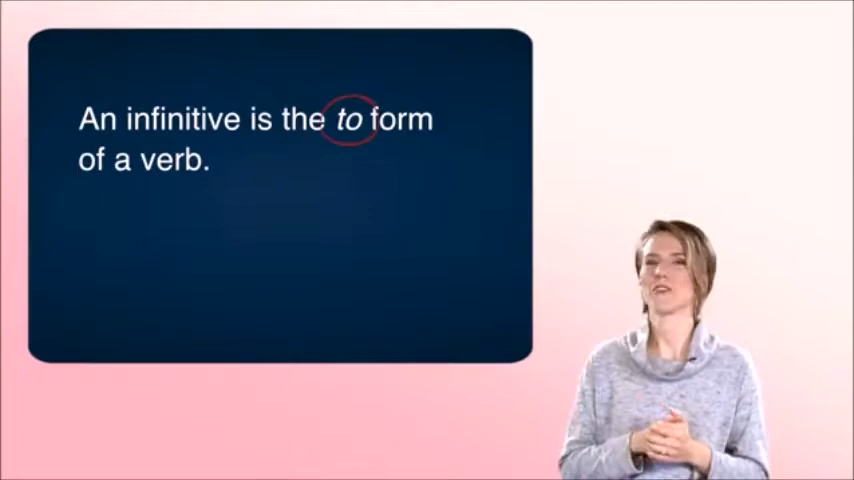 An infinitive is the to form
of a verb.